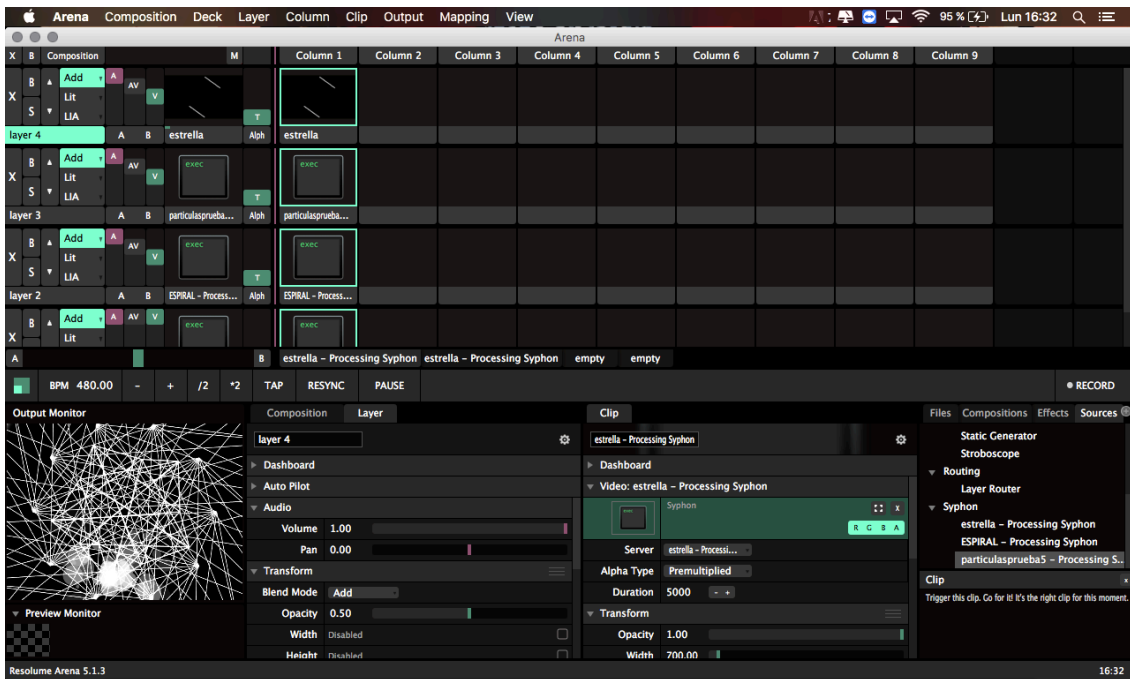 Arena Composition Deck Layer Column Clip Output Mapping View 95 % Lun 16:32
Arena
X B Composition M Column 1 Column 2 Column 3 Column 4 Column 5 Column 6 Column 7 Column 8 Column 9
X B S Add Lit LIA A AV V T
layer 4 A B estrella Alph estrella
X B S Add Lit LIA A AV V exec T exec
layer 3 A B particulasprueba... Alph particulasprueba...
X B S Add Lit LIA A AV V exec T exec
layer 2 A B ESPIRAL - Process... Alph ESPIRAL - Process...
X B Add Lit A AV V exec exec
A B estrella - Processing Syphon estrella - Processing Syphon empty empty
BPM 480.00 - + /2 *2 TAP RESYNC PAUSE RECORD
Output Monitor
Preview Monitor
Composition Layer
layer 4
Dashboard
Auto Pilot
Audio
Volume 1.00
Pan 0.00
Transform
Blend Mode Add
Opacity 0.50
Width Disabled
Height Disabled
Clip
estrella - Processing Syphon
Dashboard
Video: estrella - Processing Syphon
Syphon x
R G B A
Server estrella - Processi...
Alpha Type Premultiplied
Duration 5000 - +
Transform
Opacity 1.00
Width 700.00
Files Compositions Effects Sources
Static Generator
Stroboscope
Routing
Layer Router
Syphon
estrella - Processing Syphon
ESPIRAL - Processing Syphon
particulasprueba5 - Processing S...
Clip x
Trigger this clip. Go for it! It's the right clip for this moment.
Resolume Arena 5.1.3 16:32